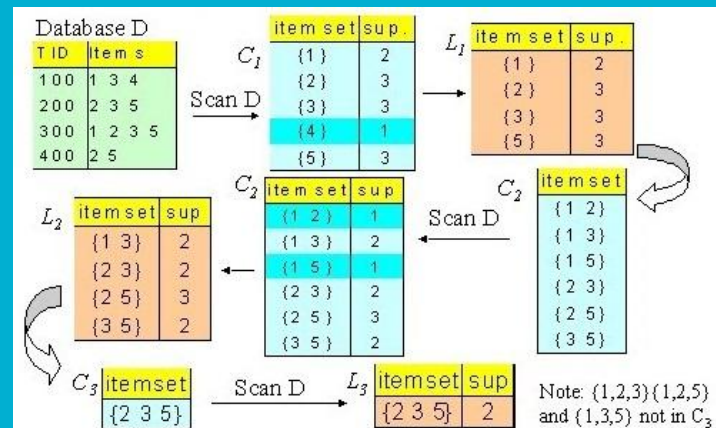 Database D
TID Items
100 1 3 4
200 2 3 5
300 1 2 3 5
400 2 5
Scan D
C1
itemset sup.
{1} 2
{2} 3
{3} 3
{4} 1
{5} 3
L1
itemset sup.
{1} 2
{2} 3
{3} 3
{5} 3
C2
itemset
{1 2}
{1 3}
{1 5}
{2 3}
{2 5}
{3 5}
Scan D
C2
itemset sup
{1 2} 1
{1 3} 2
{1 5} 1
{2 3} 2
{2 5} 3
{3 5} 2
L2
itemset sup
{1 3} 2
{2 3} 2
{2 5} 3
{3 5} 2
C3
itemset
{2 3 5}
Scan D
L3
itemset sup
{2 3 5} 2
Note: {1,2,3}{1,2,5}
and {1,3,5} not in C3